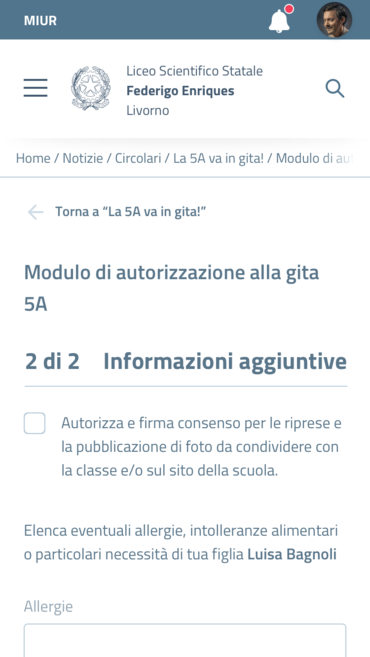 MIUR
Liceo Scientifico Statale
Federigo Enriques
Livorno
Home / Notizie / Circolari / La 5A va in gita! / Modulo di au
Torna a “La 5A va in gita!”
Modulo di autorizzazione alla gita
5A
2 di 2 Informazioni aggiuntive
Autorizza e firma consenso per le riprese e
la pubblicazione di foto da condividere con
la classe e/o sul sito della scuola.
Elenca eventuali allergie, intolleranze alimentari
o particolari necessità di tua figlia Luisa Bagnoli
Allergie